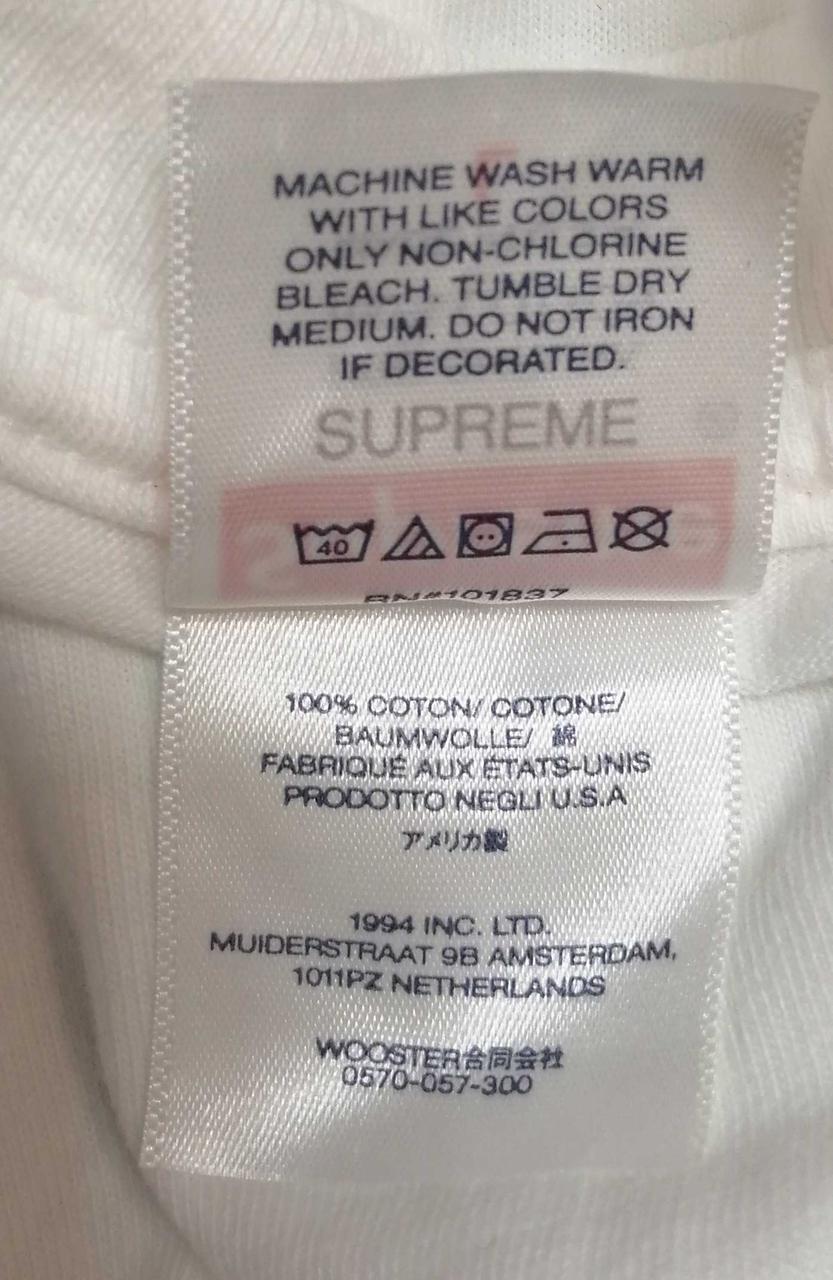 MACHINE WASH WARM
WITH LIKE COLORS
ONLY NON-CHLORINE
BLEACH. TUMBLE DRY
MEDIUM. DO NOT IRON
IF DECORATED.
SUPREME
40
RN#101837
100% COTON/ COTONE/
BAUMWOLLE/ 綿
FABRIQUÉ AUX ÉTATS-UNIS
PRODOTTO NEGLI U.S.A
アメリカ製
1994 INC. LTD.
MUIDERSTRAAT 9B AMSTERDAM,
1011PZ NETHERLANDS
WOOSTER合同会社
0570-057-300